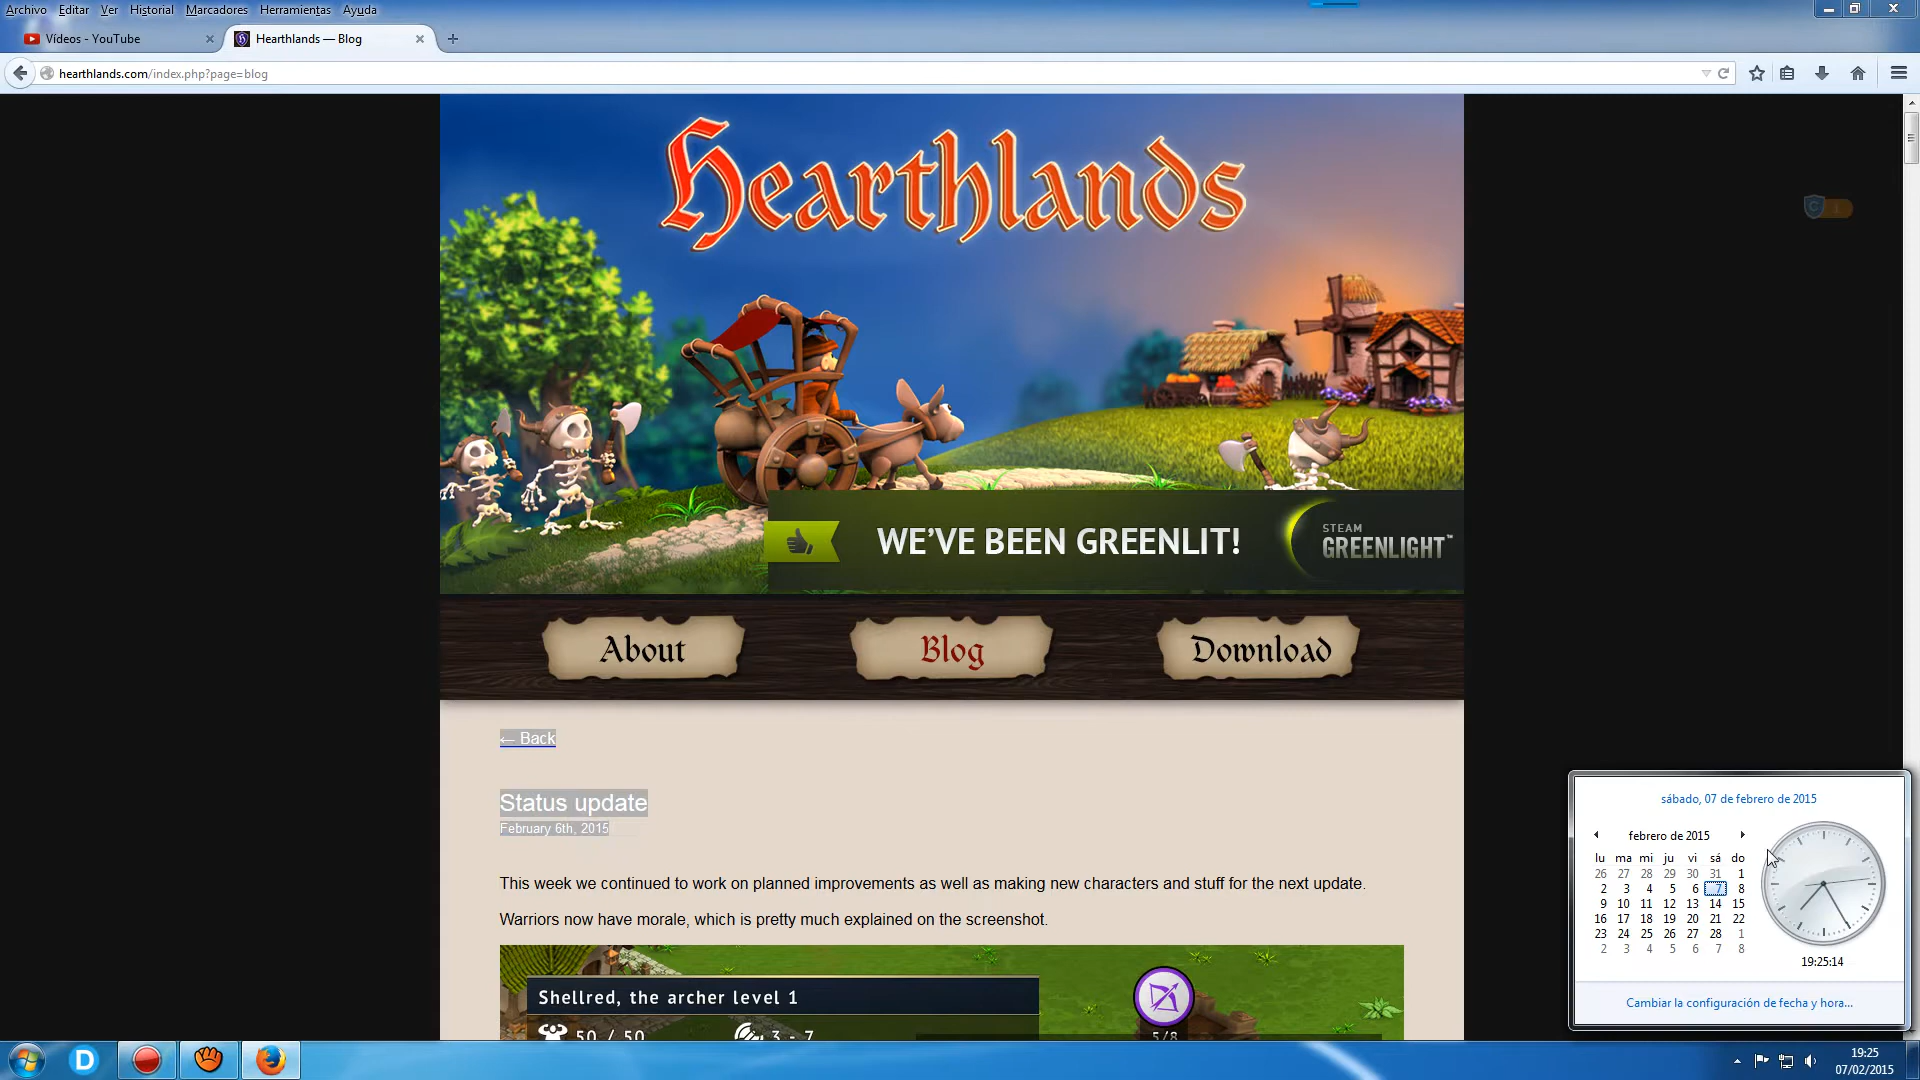 Archivo Editar Ver Historial Marcadores Herramientas Ayuda
Vídeos - YouTube
Hearthlands — Blog
hearthlands.com/index.php?page=blog
Hearthlands
WE'VE BEEN GREENLIT!
STEAM
GREENLIGHT™
About
Blog
Download
← Back
Status update
February 6th, 2015
This week we continued to work on planned improvements as well as making new characters and stuff for the next update.
Warriors now have morale, which is pretty much explained on the screenshot.
Shellred, the archer level 1
50 / 50
3 - 7
5/8
sábado, 07 de febrero de 2015
febrero de 2015
lu ma mi ju vi sá do
26 27 28 29 30 31 1
2 3 4 5 6 7 8
9 10 11 12 13 14 15
16 17 18 19 20 21 22
23 24 25 26 27 28 1
2 3 4 5 6 7 8
19:25:14
Cambiar la configuración de fecha y hora...
D
19:25
07/02/2015